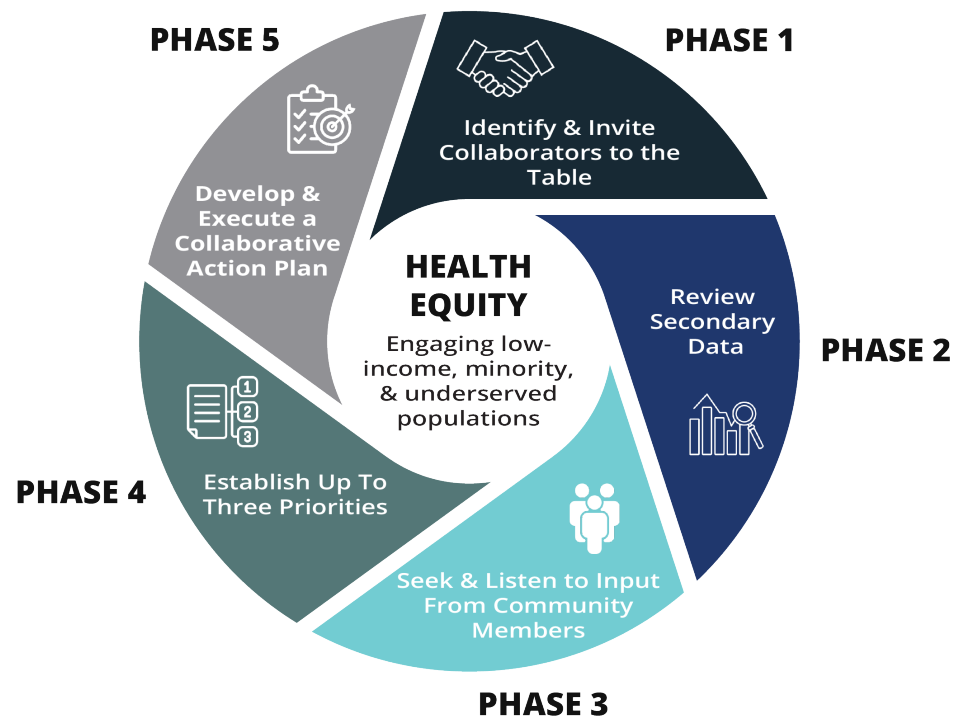 PHASE 1
Identify & Invite
Collaborators to the
Table
PHASE 2
Review
Secondary
Data
PHASE 3
Seek & Listen to Input
From Community
Members
PHASE 4
1
2
3
Establish Up To
Three Priorities
PHASE 5
Develop &
Execute a
Collaborative
Action Plan
HEALTH
EQUITY
Engaging low-
income, minority,
& underserved
populations